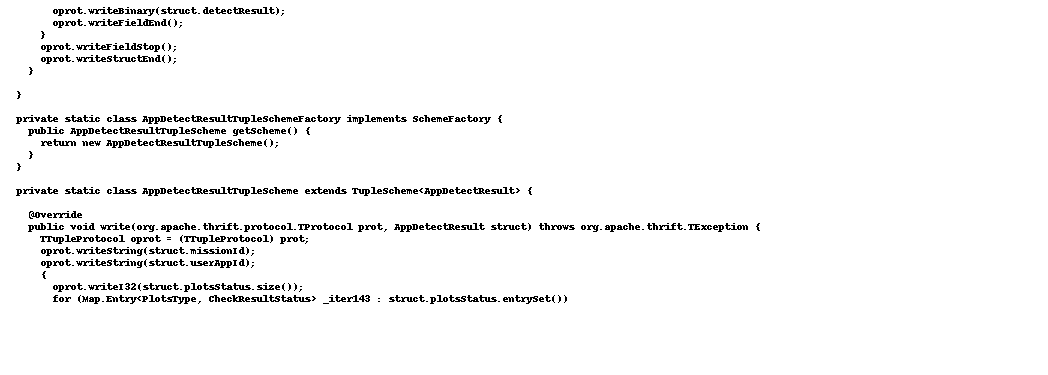 oprot.writeBinary(struct.detectResult);
oprot.writeFieldEnd();
}
oprot.writeFieldStop();
oprot.writeStructEnd();
}
}
private static class AppDetectResultTupleSchemeFactory implements SchemeFactory {
public AppDetectResultTupleScheme getScheme() {
return new AppDetectResultTupleScheme();
}
}
private static class AppDetectResultTupleScheme extends TupleScheme<AppDetectResult> {
@Override
public void write(org.apache.thrift.protocol.TProtocol prot, AppDetectResult struct) throws org.apache.thrift.TException {
TTupleProtocol oprot = (TTupleProtocol) prot;
oprot.writeString(struct.missionId);
oprot.writeString(struct.userAppId);
{
oprot.writeI32(struct.plotsStatus.size());
for (Map.Entry<PlotsType, CheckResultStatus> _iter143 : struct.plotsStatus.entrySet())